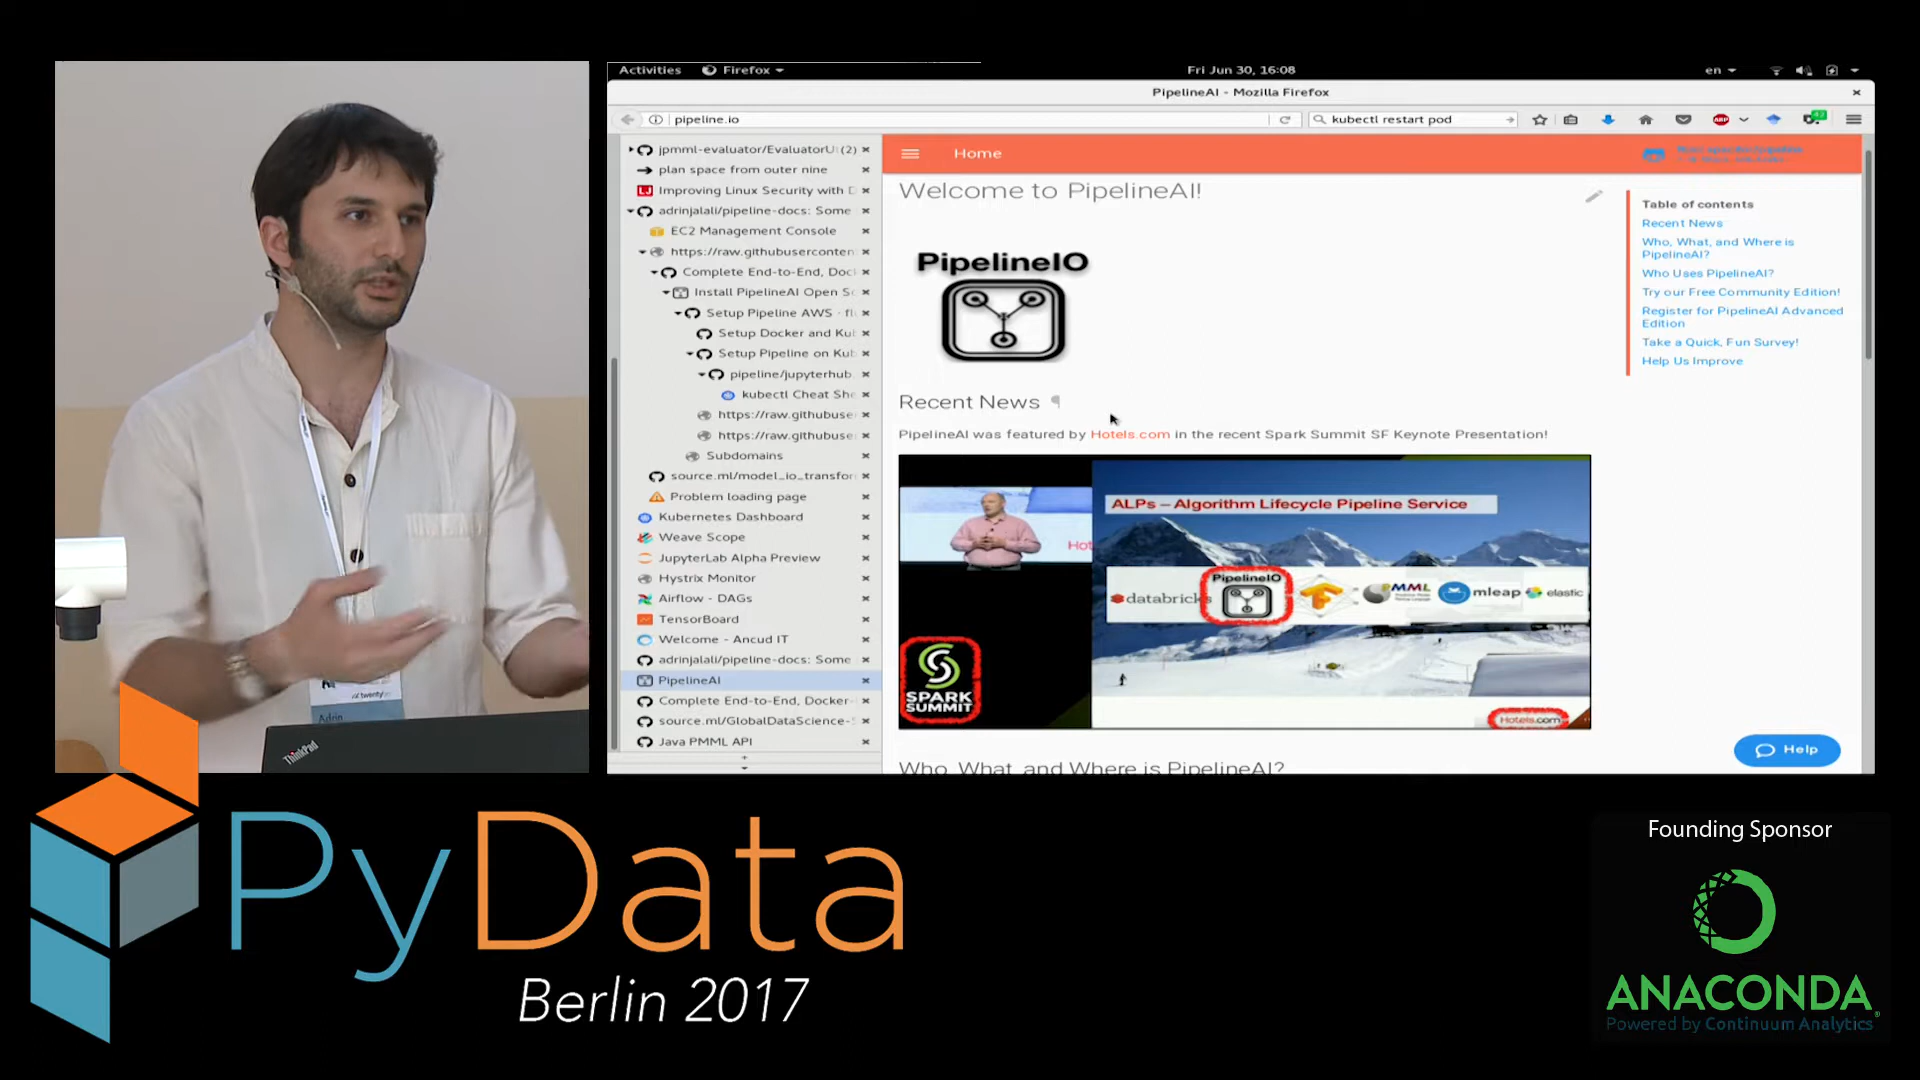 Activities
Firefox
Fri Jun 30, 16:08
en
PipelineAI - Mozilla Firefox
pipeline.io
kubectl restart pod
ABP
42
jpmml-evaluator/EvaluatorU (2)
plan space from outer nine
Improving Linux Security with D
adrinjalali/pipeline-docs: Some
EC2 Management Console
https://raw.githubuserconten
Complete End-to-End, Doc
Install PipelineAI Open S
Setup Pipeline AWS · fl
Setup Docker and Ku
Setup Pipeline on Kub
pipeline/jupyterhub.
kubectl Cheat She
https://raw.githubuse
https://raw.githubuse
Subdomains
source.ml/model_io_transfor
Problem loading page
Kubernetes Dashboard
Weave Scope
JupyterLab Alpha Preview
Hystrix Monitor
Airflow - DAGs
TensorBoard
Welcome - Ancud IT
adrinjalali/pipeline-docs: Some
PipelineAI
Complete End-to-End, Docker-
source.ml/GlobalDataScience-
Java PMML API
Home
Welcome to PipelineAI!
PipelineIO
Recent News ¶
PipelineAI was featured by Hotels.com in the recent Spark Summit SF Keynote Presentation!
ALPs – Algorithm Lifecycle Pipeline Service
Hot
databricks
PipelineIO
MML
mleap
elastic
SPARK
SUMMIT
Hotels.com
Who, What, and Where is PipelineAI?
Table of contents
Recent News
Who, What, and Where is
PipelineAI?
Who Uses PipelineAI?
Try our Free Community Edition!
Register for PipelineAI Advanced
Edition
Take a Quick, Fun Survey!
Help Us Improve
Help
Adrin
ThinkPad
PyData
Berlin 2017
Founding Sponsor
ANACONDA
Powered by Continuum Analytics